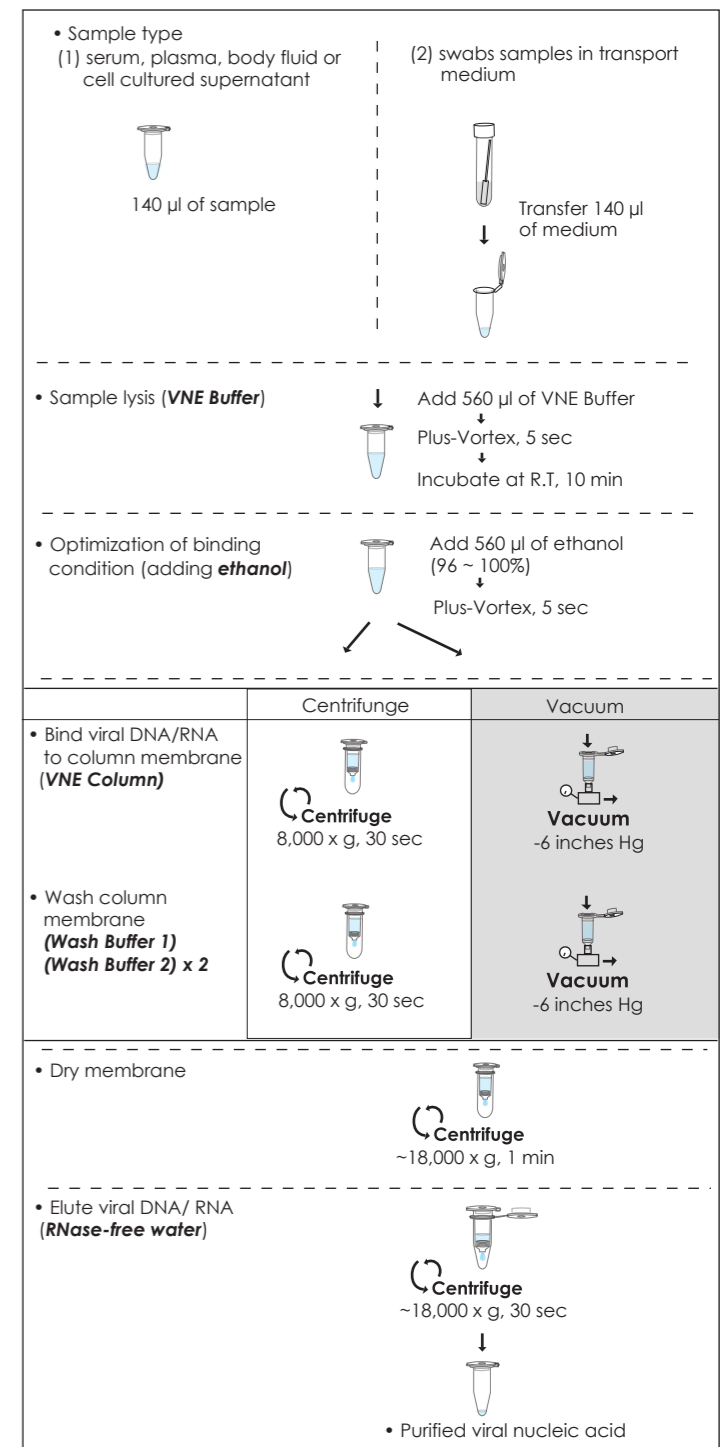 • Sample type
(1) serum, plasma, body fluid or
cell cultured supernatant
140 µl of sample
(2) swabs samples in transport
medium
Transfer 140 µl
of medium
• Sample lysis (VNE Buffer)
Add 560 µl of VNE Buffer
Plus-Vortex, 5 sec
Incubate at R.T, 10 min
• Optimization of binding
condition (adding ethanol)
Add 560 µl of ethanol
(96 ~ 100%)
Plus-Vortex, 5 sec
Centrifunge
Vacuum
• Bind viral DNA/RNA
to column membrane
(VNE Column)
Centrifuge
8,000 x g, 30 sec
Vacuum
-6 inches Hg
• Wash column
membrane
(Wash Buffer 1)
(Wash Buffer 2) x 2
Centrifuge
8,000 x g, 30 sec
Vacuum
-6 inches Hg
• Dry membrane
Centrifuge
~18,000 x g, 1 min
• Elute viral DNA/ RNA
(RNase-free water)
Centrifuge
~18,000 x g, 30 sec
• Purified viral nucleic acid